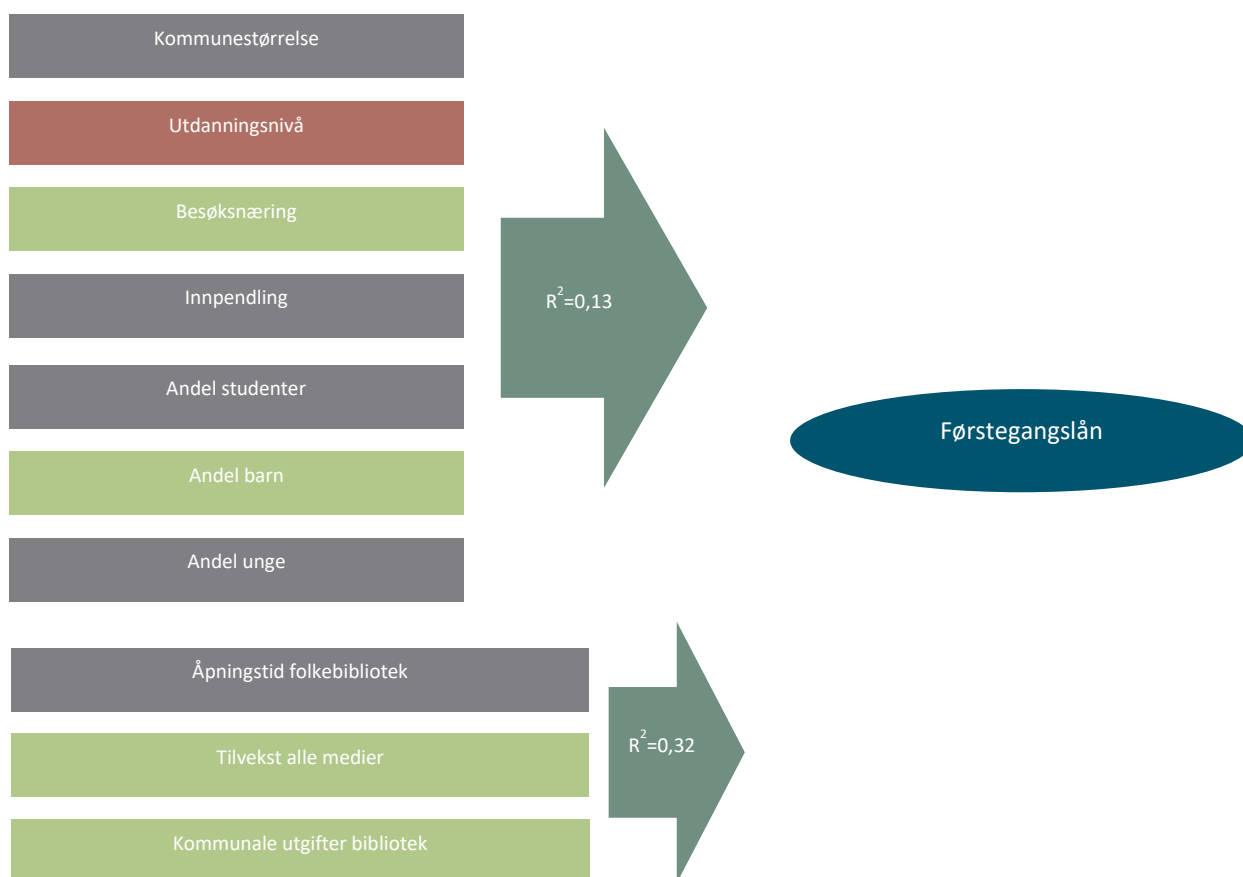 Kommunestørrelse
Utdanningsnivå
Besøksnæring
Innpendling
Andel studenter
Andel barn
Andel unge
R²=0,13
Førstegangslån
Åpningstid folkebibliotek
Tilvekst alle medier
Kommunale utgifter bibliotek
R²=0,32